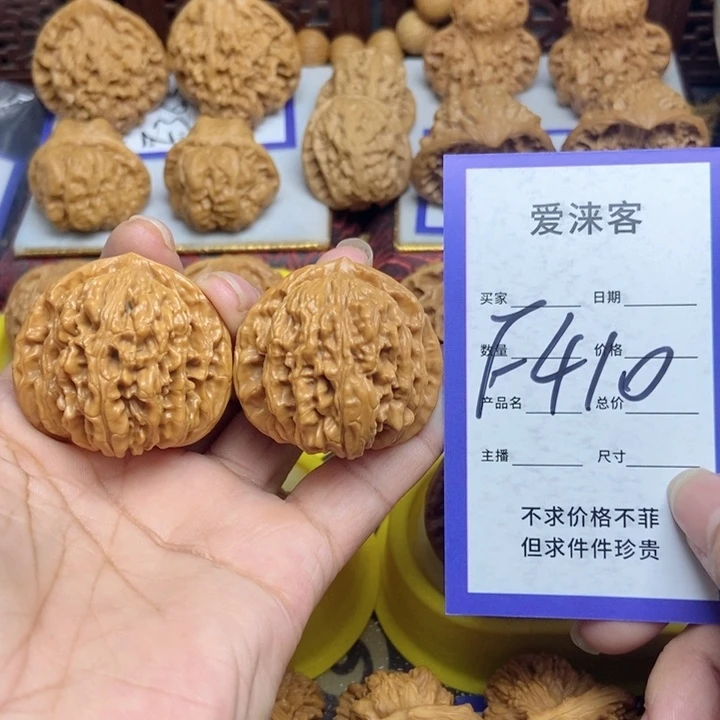 爱涞客
买家 日期
数量 价格
F410
产品名 总价
主播 尺寸
不求价格不菲
但求件件珍贵